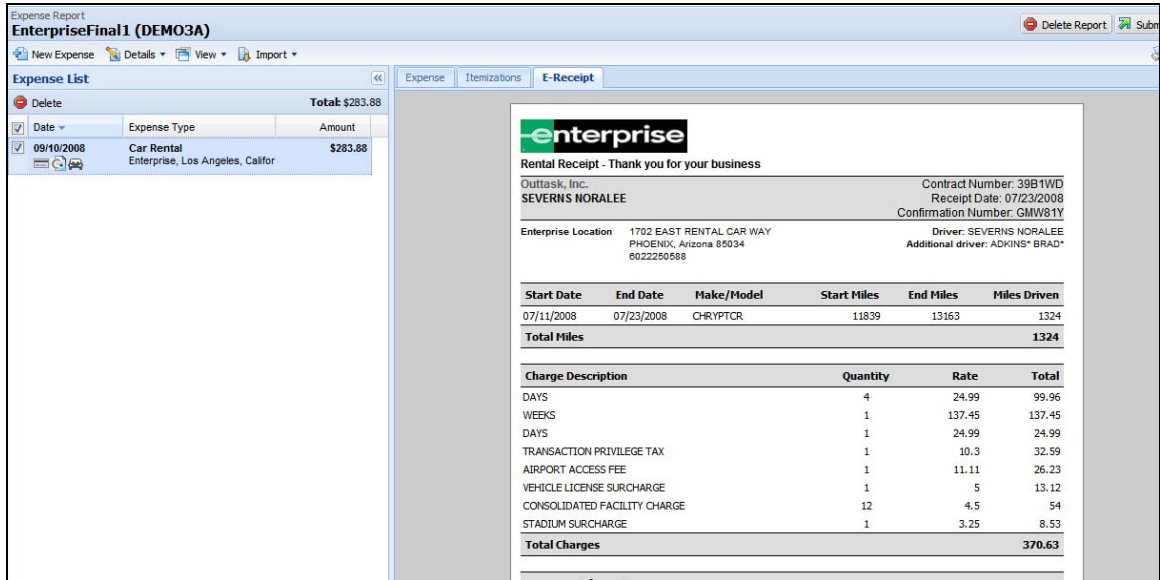 Expense Report
EnterpriseFinal1 (DEMO3A)
Delete Report Subm
New Expense Details View Import
Expense List
Expense Itemizations E-Receipt
Delete Total: $283.88
Date Expense Type Amount
09/10/2008 Car Rental $283.88
Enterprise, Los Angeles, Califor
enterprise
Rental Receipt - Thank you for your business
Outtask, Inc. Contract Number: 39B1WD
SEVERNS NORALEE Receipt Date: 07/23/2008
Confirmation Number: GMW81Y
Enterprise Location 1702 EAST RENTAL CAR WAY Driver: SEVERNS NORALEE
PHOENIX, Arizona 85034 Additional driver: ADKINS* BRAD*
6022250588
Start Date End Date Make/Model Start Miles End Miles Miles Driven
07/11/2008 07/23/2008 CHRYPTCR 11839 13163 1324
Total Miles 1324
Charge Description Quantity Rate Total
DAYS 4 24.99 99.96
WEEKS 1 137.45 137.45
DAYS 1 24.99 24.99
TRANSACTION PRIVILEGE TAX 1 10.3 32.59
AIRPORT ACCESS FEE 1 11.11 26.23
VEHICLE LICENSE SURCHARGE 1 5 13.12
CONSOLIDATED FACILITY CHARGE 12 4.5 54
STADIUM SURCHARGE 1 3.25 8.53
Total Charges 370.63